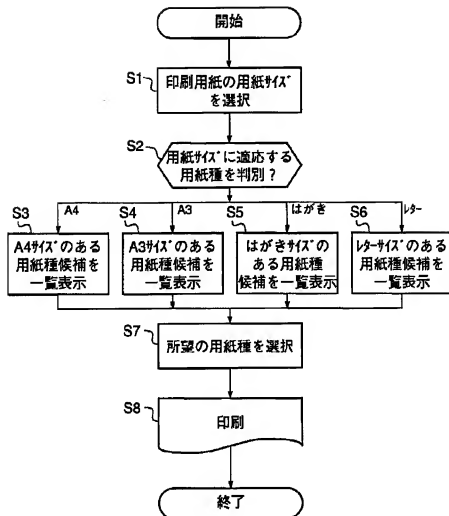 開始
S1
印刷用紙の用紙ｻｲｽﾞ
を選択
S2
用紙ｻｲｽﾞに適応する
用紙種を判別?
S3
A4
A4ｻｲｽﾞのある
用紙種候補を
一覧表示
S4
A3
A3ｻｲｽﾞのある
用紙種候補を
一覧表示
S5
はがき
はがきｻｲｽﾞの
ある用紙種
候補を一覧表示
S6
ﾚﾀｰ
ﾚﾀｰｻｲｽﾞのある
用紙種候補を
一覧表示
S7
所望の用紙種を選択
S8
印刷
終了